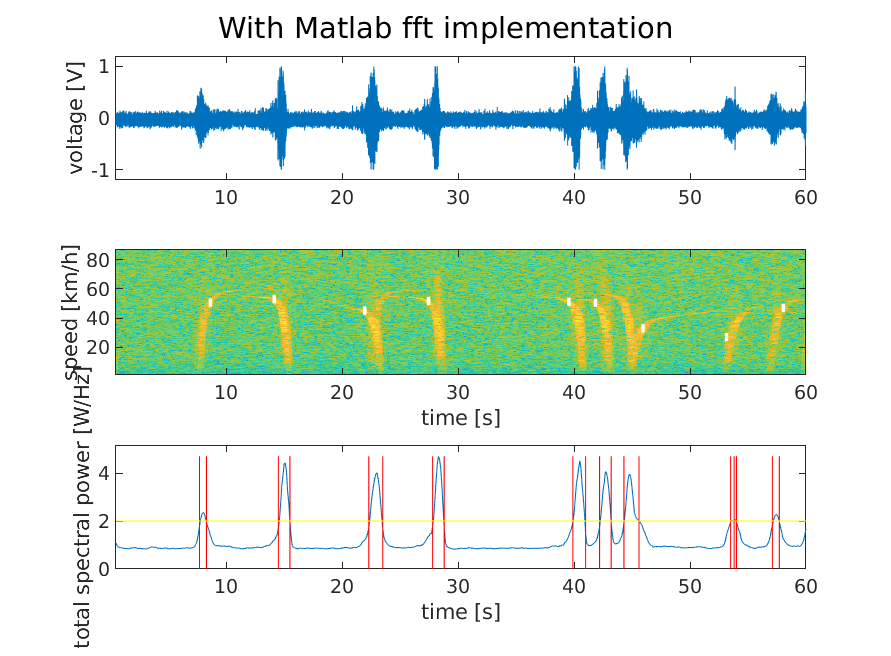 With Matlab fft implementation
voltage [V]
1
0
-1
10 20 30 40 50 60
speed [km/h]
80
60
40
20
10 20 30 40 50 60
time [s]
total spectral power [W/Hz]
4
2
0
10 20 30 40 50 60
time [s]